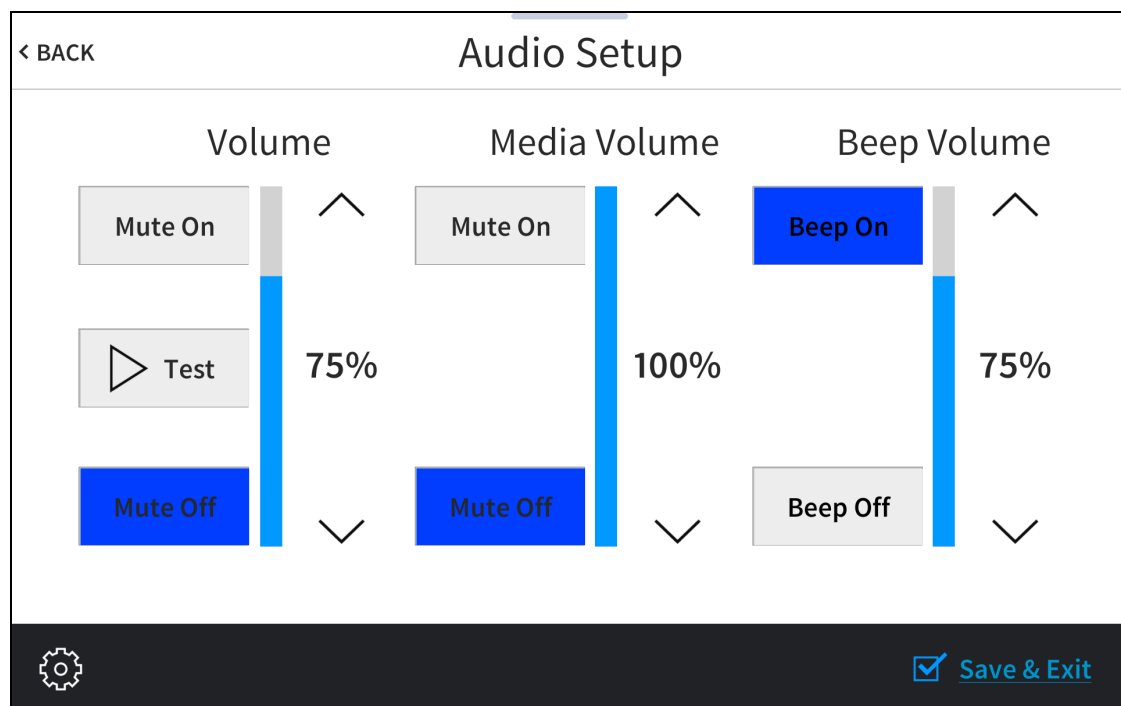 < BACK
Audio Setup
Volume
Media Volume
Beep Volume
Mute On
Mute On
Beep On
Test
75%
100%
75%
Mute Off
Mute Off
Beep Off
Save & Exit